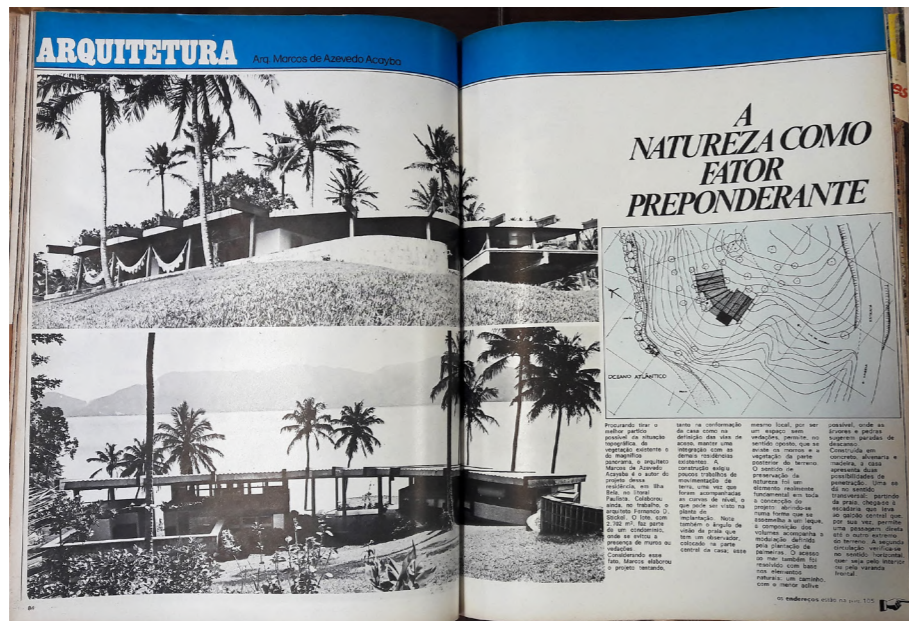 ARQUITETURA
Arq. Marcos de Azevedo Acayba
A
NATUREZA COMO
FATOR
PREPONDERANTE
OCEANO ATLÂNTICO
Procurando tirar o
melhor partido
possível da situação
topográfica, da
vegetação existente e
do magnífico
panorama, o arquiteto
Marcos de Azevedo
Acayba é o autor do
projeto dessa
residência, em Ilha
Bela, no litoral
Paulista. Colaborou
ainda, no trabalho, o
arquiteto Fernando D.
Stickel. O lote, com
2.782 m², faz parte
de um condomínio,
onde se evitou a
presença de muros ou
vedações.
Considerando esse
fato, Marcos elaborou
o projeto tentando,
tanto na conformação
da casa como na
definição das vias de
acesso, manter uma
integração com as
demais residências
existentes. A
construção exigiu
poucos trabalhos de
movimentação de
terra, uma vez que
foram acompanhadas
as curvas de nível, o
que pode ser visto na
planta de
implantação. Nota
também o ângulo de
visão da praia que
tem um observador,
colocado na parte
central da casa; esse
mesmo local, por ser
um espaço sem
vedações, permite, no
sentido oposto, que se
aviste os morros e a
vegetação da parte
posterior do terreno.
O sentido de
preservação da
natureza foi um
elemento realmente
fundamental em toda
a concepção do
projeto: abrindo-se
numa forma que se
assemelha a um leque,
a composição dos
volumes acompanha a
modulação definida
pela plantação de
palmeiras. O acesso
ao mar também foi
resolvido com base
nos elementos
naturais: um caminho,
com o menor aclive
possível, onde as
árvores e pedras
sugerem paradas de
descanso.
Construída em
concreto, alvenaria e
madeira, a casa
apresenta duas
possibilidades de
penetração. Uma se
dá no sentido
transversal: partindo
da praia, chega-se à
escadaria que leva
ao galpão central que,
por sua vez, permite
uma passagem direta
até o outro extremo
do terreno. A segunda
circulação verifica-se
no sentido horizontal,
quer seja pelo interior
ou pela varanda
frontal.
os endereços estão na pág.
84